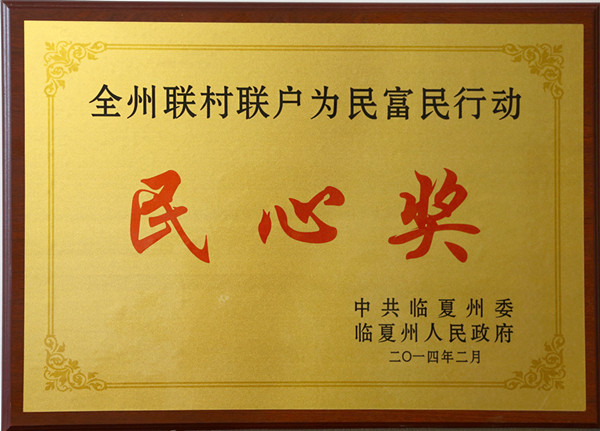 全州联村联户为民富民行动
民心奖
中共临夏州委
临夏州人民政府
二〇一四年二月